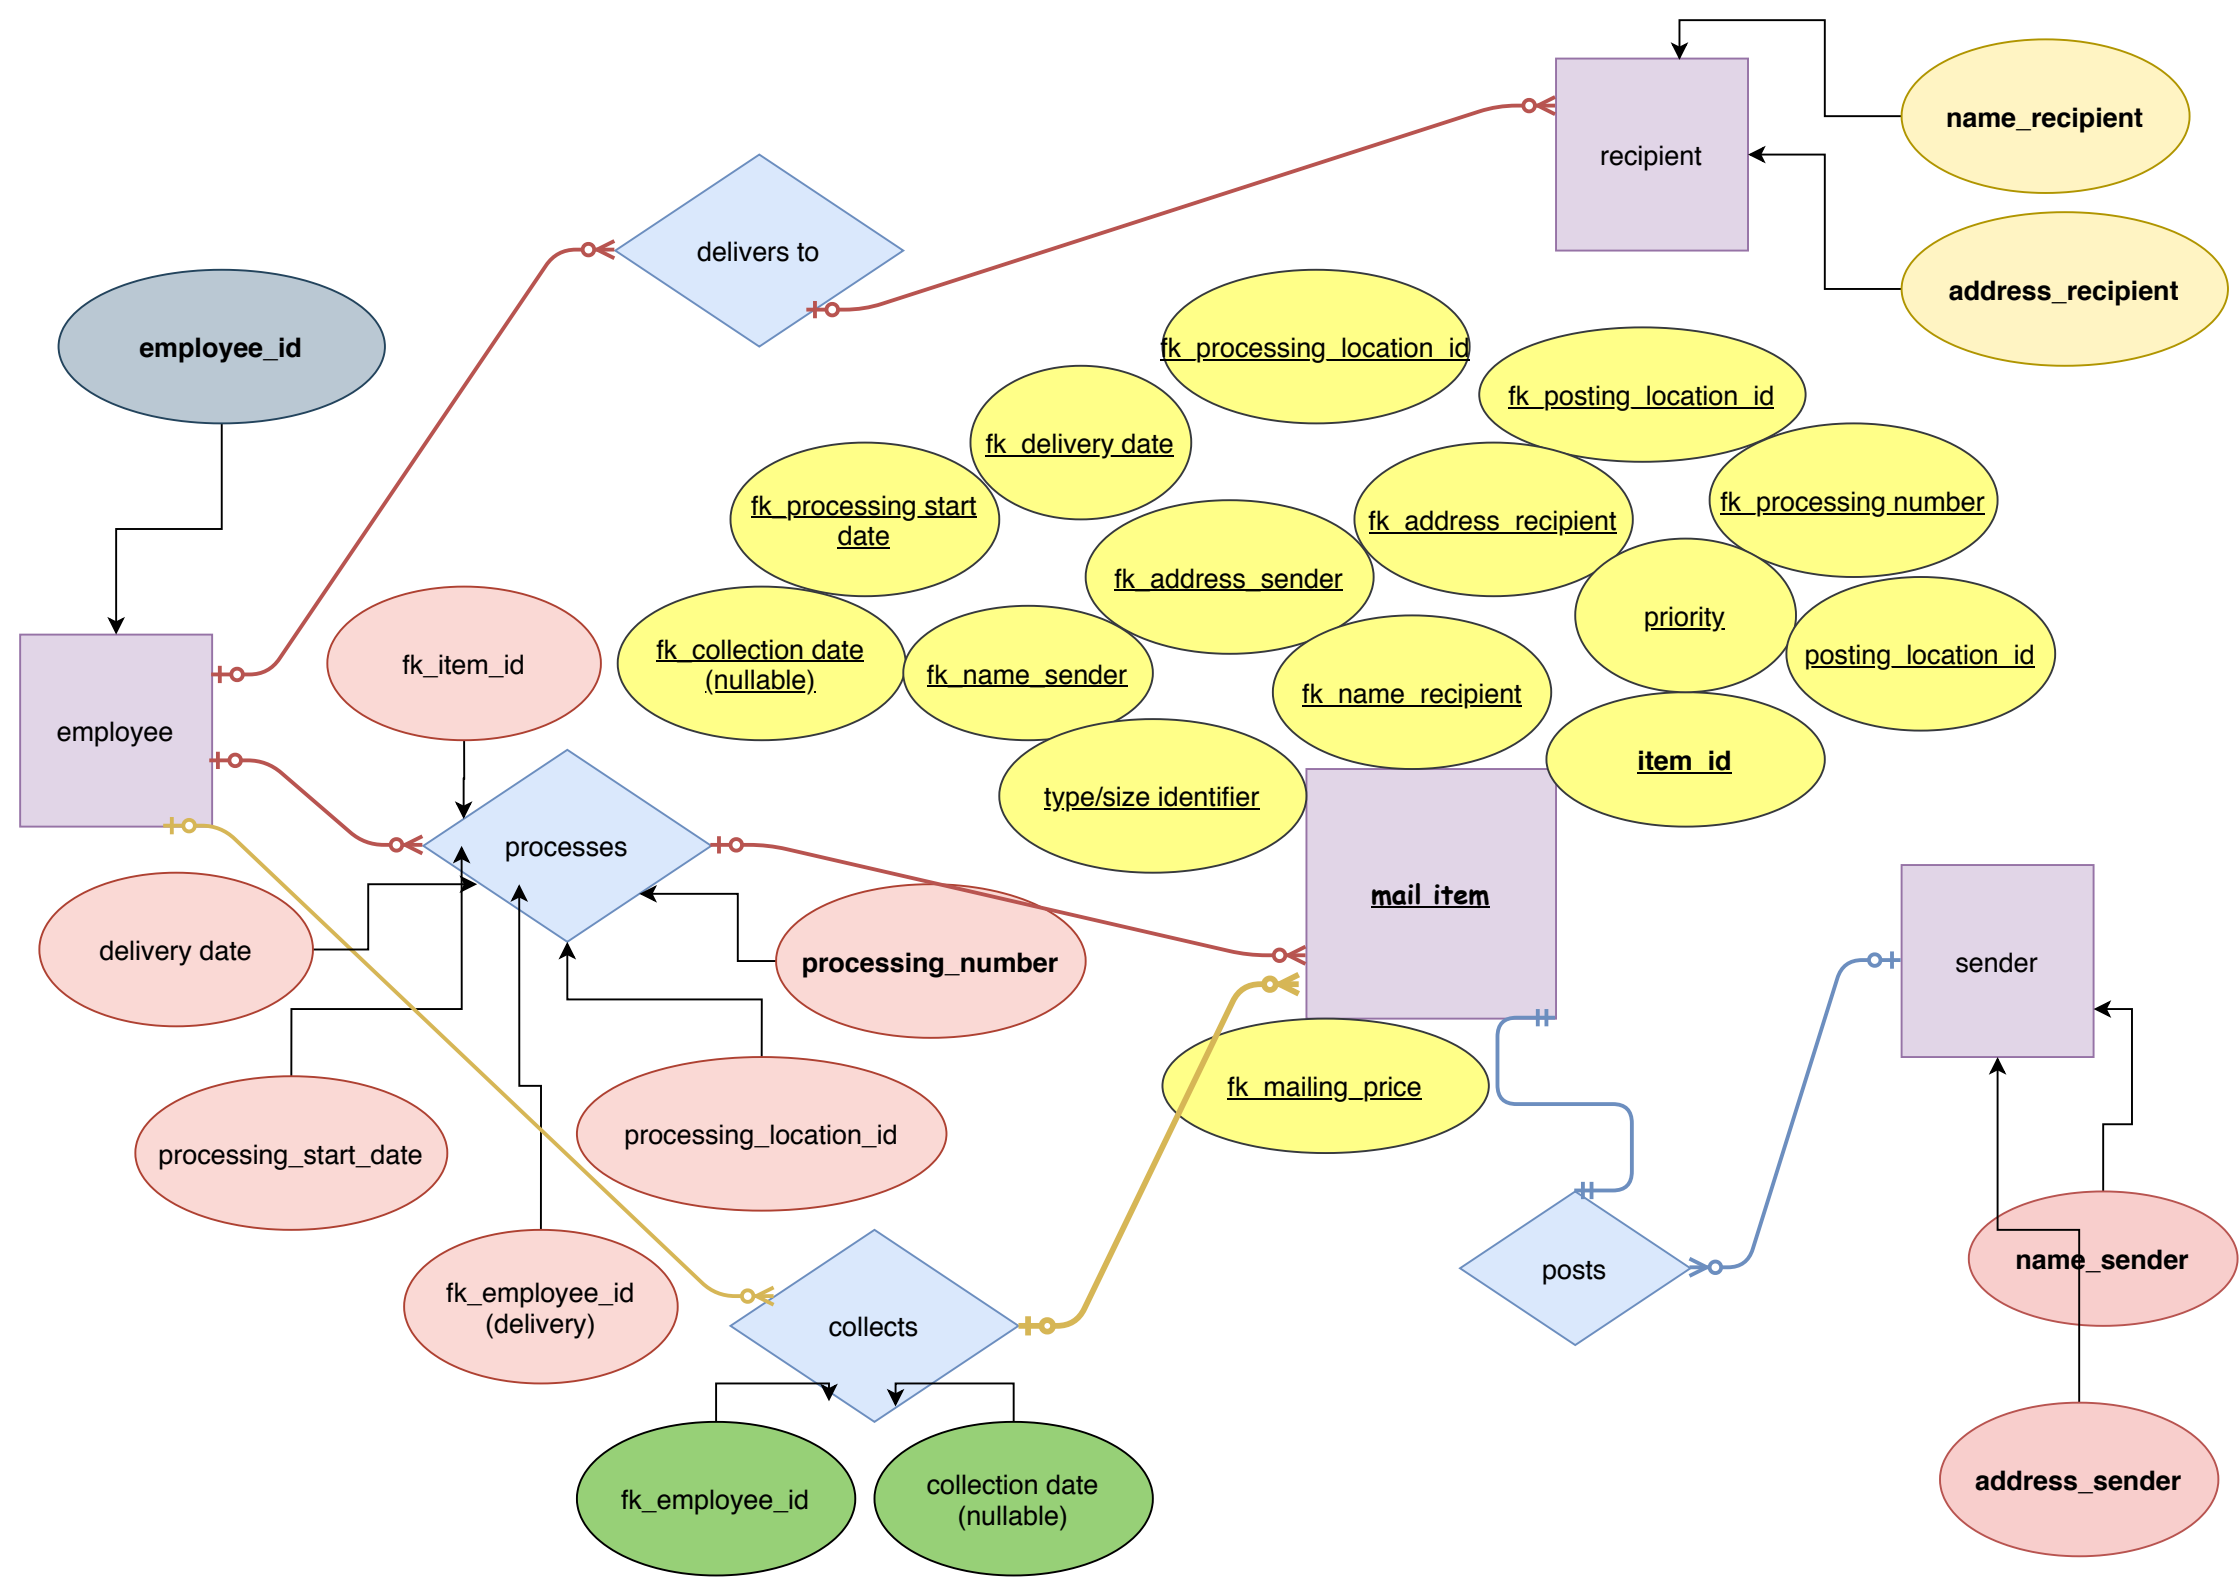 name_recipient
recipient
delivers to
address_recipient
employee_id
fk_processing_location_id
fk_posting_location_id
fk_delivery date
fk_processing start
date
fk_address_recipient
fk_processing number
fk_address_sender
priority
fk_item_id
fk_collection date
(nullable)
fk_name_sender
fk_name_recipient
posting_location_id
employee
type/size identifier
item_id
processes
mail_item
delivery date
processing_number
sender
fk_mailing_price
processing_start_date
processing_location_id
fk_employee_id
(delivery)
collects
posts
name_sender
fk_employee_id
collection date
(nullable)
address_sender